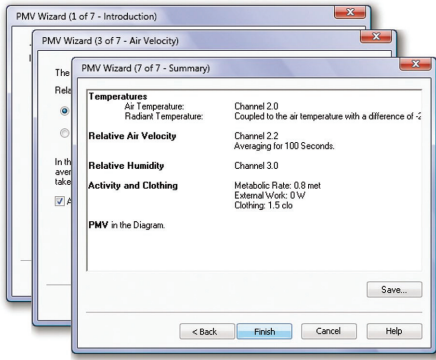 PMV Wizard (1 of 7 - Introduction)
PMV Wizard (3 of 7 - Air Velocity)
The
Rela
In th
aver
take
A
PMV Wizard (7 of 7 - Summary)
Temperatures
Air Temperature: Channel 2.0
Radiant Temperature: Coupled to the air temperature with a difference of -2
Relative Air Velocity Channel 2.2
Averaging for 100 Seconds.
Relative Humidity Channel 3.0
Activity and Clothing Metabolic Rate: 0.8 met
External Work: 0 W
Clothing: 1.5 clo
PMV in the Diagram.
Save...
< Back Finish Cancel Help